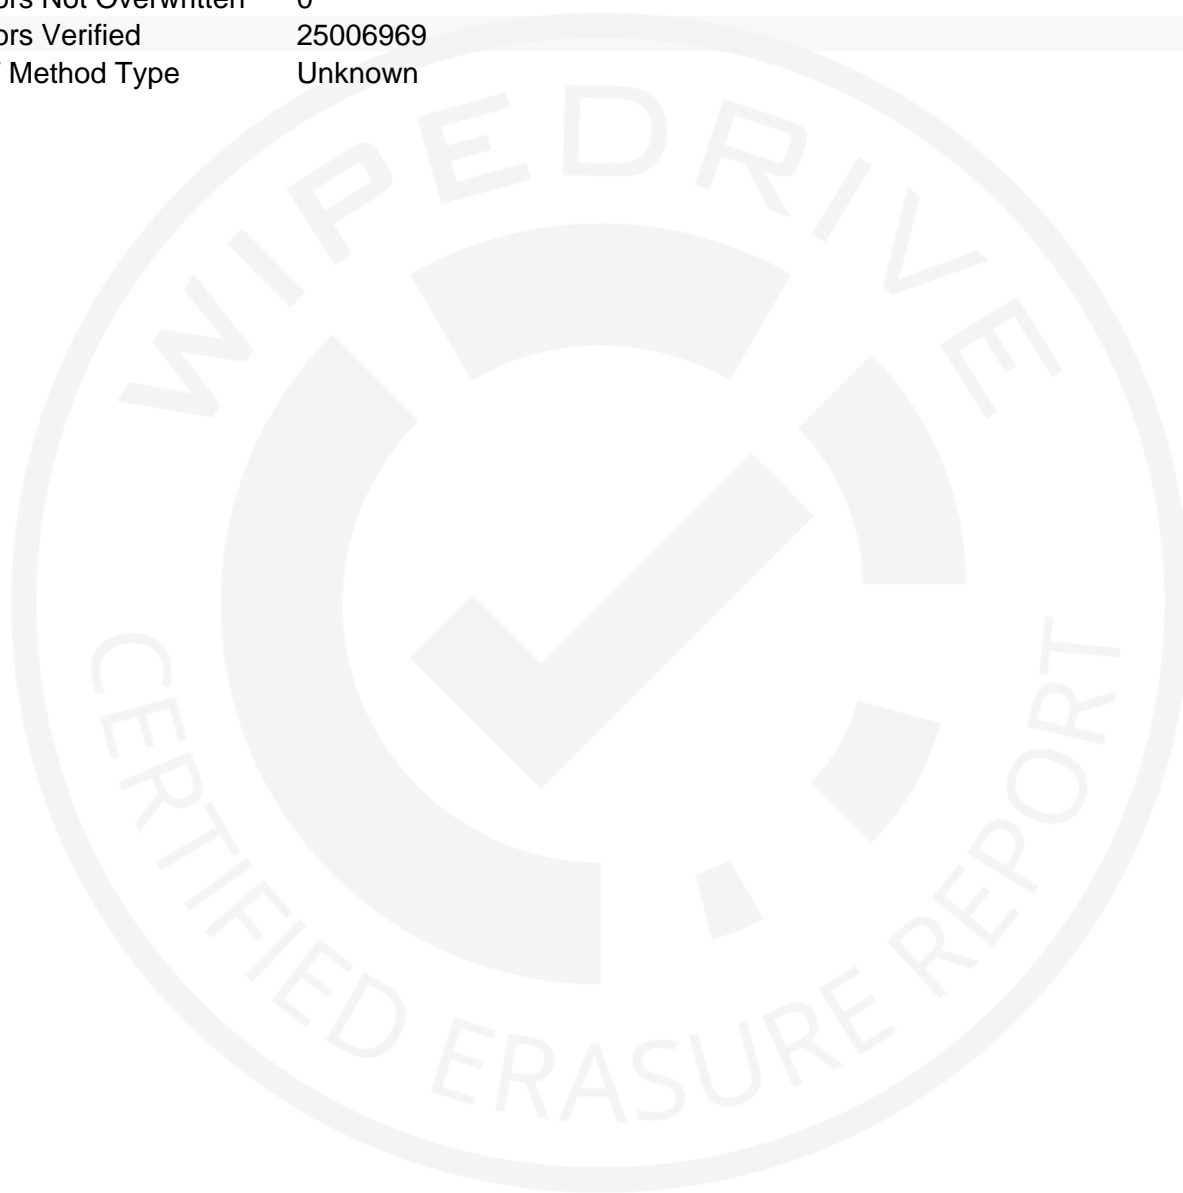 ors Not Overwritten 0
ors Verified 25006969
Method Type Unknown
WIPEDRIVE
CERTIFIED ERASURE REPORT